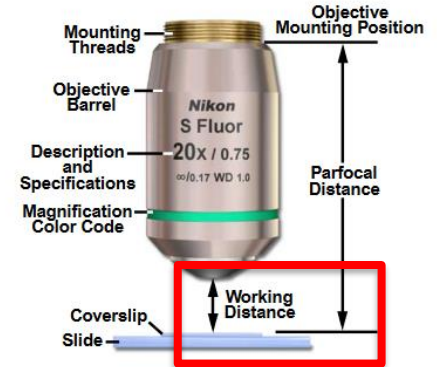 Mounting
Threads
Objective
Mounting Position
Objective
Barrel
Nikon
S Fluor
20x / 0.75
∞/0.17 WD 1.0
Description
and
Specifications
Parfocal
Distance
Magnification
Color Code
Working
Distance
Coverslip
Slide